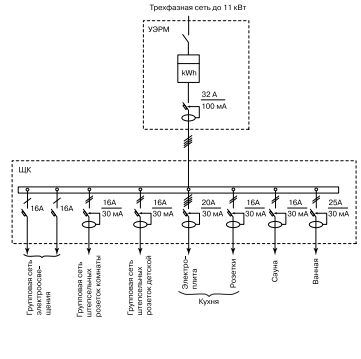 Трехфазная сеть до 11 кВт
УЭРМ
kWh
32 А
100 мА
ЩК
16А
16А
16А
30 мА
16А
30 мА
20А
30 мА
16А
30 мА
16А
30 мА
25А
30 мА
Групповая сеть
электроосве-
щения
Групповая сеть
штепсельных
розеток комнаты
Групповая сеть
штепсельных
розеток детской
Электро-
плита
Розетки
Кухня
Сауна
Ванная